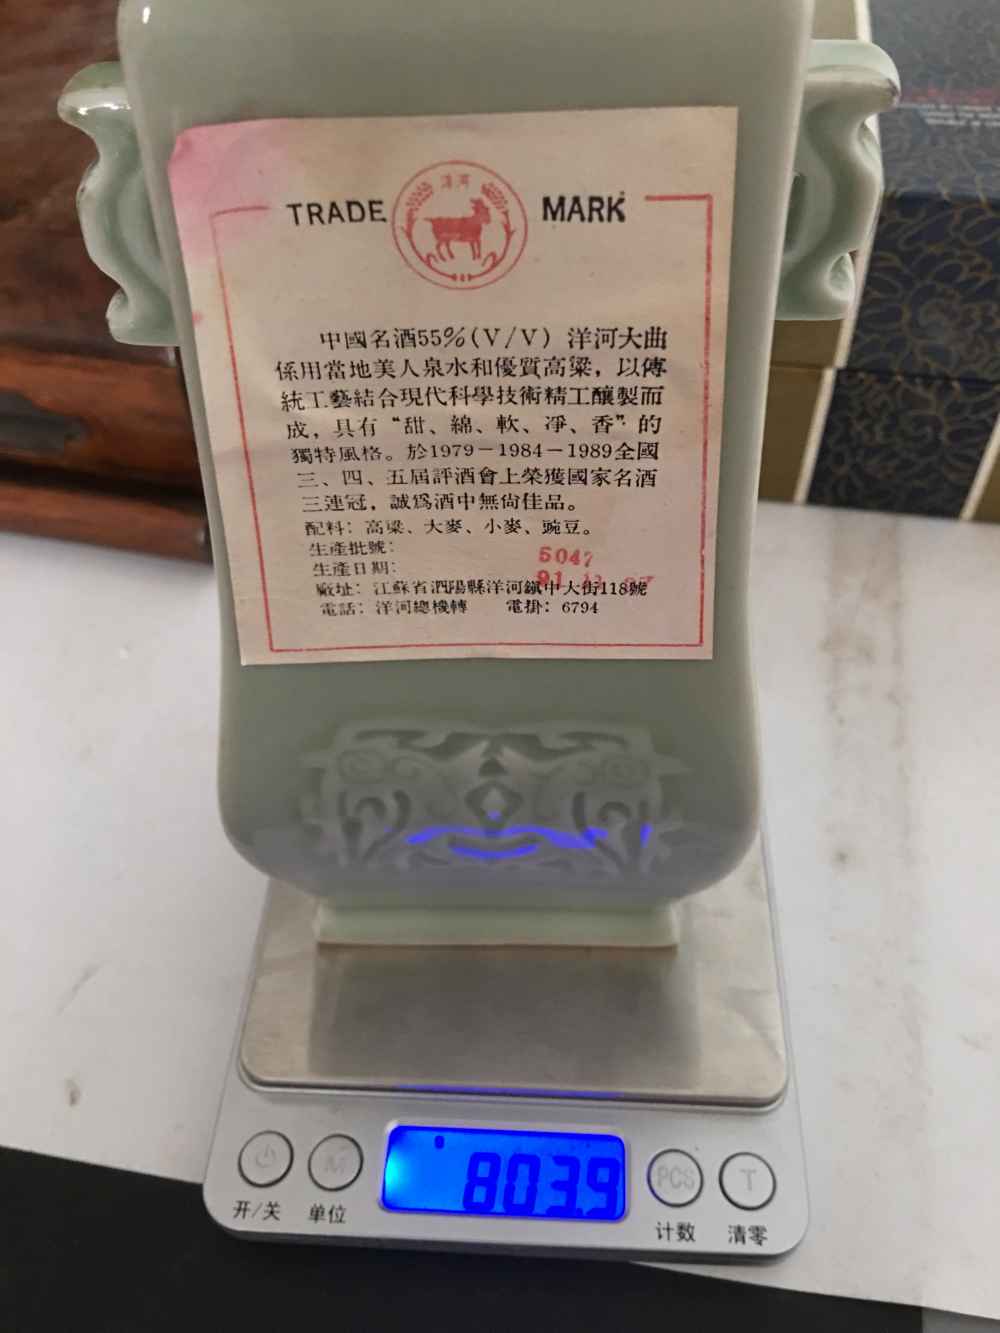 洋河
TRADE MARK
中國名酒55%(V/V) 洋河大曲
係用當地美人泉水和優質高粱，以傳
統工藝結合現代科學技術精工釀製而
成，具有“甜、綿、軟、淨、香”的
獨特風格。於1979－1984－1989全國
三、四、五屆評酒會上榮獲國家名酒
三連冠，誠爲酒中無尙佳品。
配料：高粱、大麥、小麥、豌豆。
生產批號：5047
生產日期：91
廠址：江蘇省泗陽縣洋河鎭中大街118號
電話：洋河總機轉 電掛：6794
803.9
M
PCS
T
开/关
单位
计数
清零